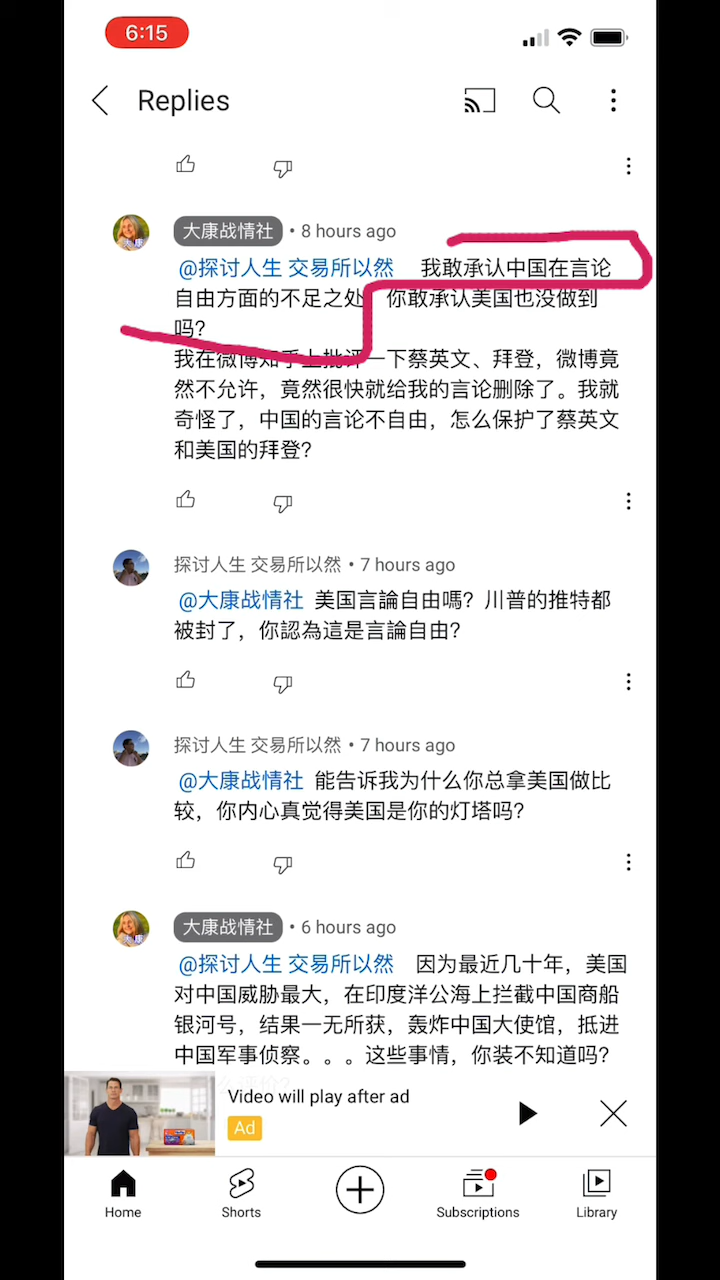 6:15
Replies
大康战情社 • 8 hours ago
@探讨人生 交易所以然 我敢承认中国在言论
自由方面的不足之处 你敢承认美国也没做到
吗?
我在微博知乎上批评一下蔡英文、拜登，微博竟
然不允许，竟然很快就给我的言论删除了。我就
奇怪了，中国的言论不自由，怎么保护了蔡英文
和美国的拜登?
探讨人生 交易所以然 • 7 hours ago
@大康战情社 美国言論自由嗎？川普的推特都
被封了，你認為這是言論自由?
探讨人生 交易所以然 • 7 hours ago
@大康战情社 能告诉我为什么你总拿美国做比
较，你内心真觉得美国是你的灯塔吗?
大康战情社 • 6 hours ago
@探讨人生 交易所以然 因为最近几十年，美国
对中国威胁最大，在印度洋公海上拦截中国商船
银河号，结果一无所获，轰炸中国大使馆，抵进
中国军事侦察。。。这些事情，你装不知道吗?
Video will play after ad
Ad
Home
Shorts
Subscriptions
Library